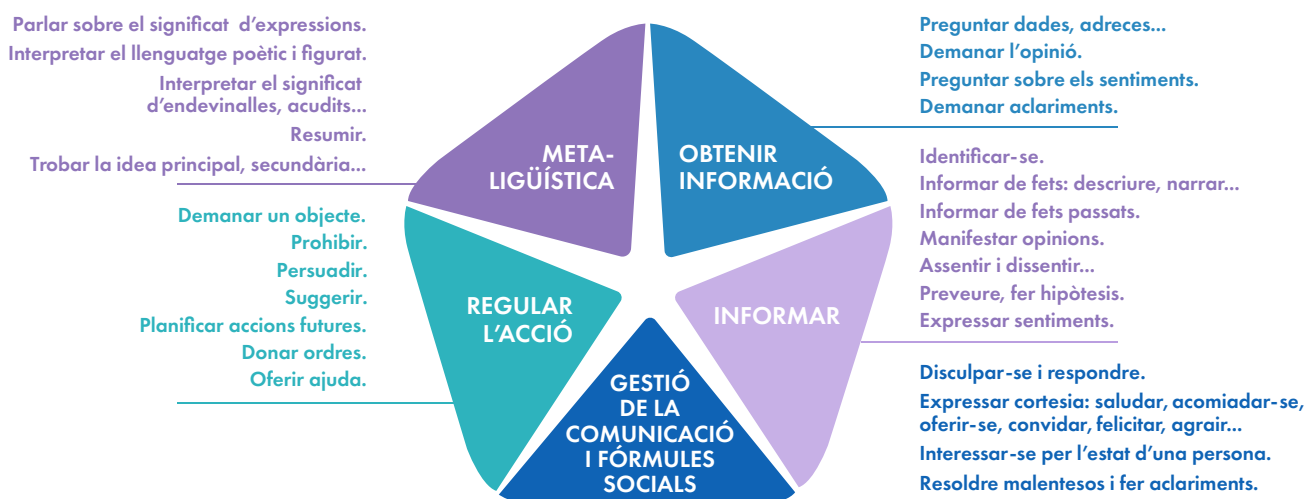 Parlar sobre el significat d'expressions.
Interpretar el llenguatge poètic i figurat.
Interpretar el significat
d'endevinalles, acudits...
Resumir.
Trobar la idea principal, secundària...
META-
LIGÜÍSTICA
OBTENIR
INFORMACIÓ
Preguntar dades, adreces...
Demanar l'opinió.
Preguntar sobre els sentiments.
Demanar aclariments.
Demanar un objecte.
Prohibir.
Persuadir.
Suggerir.
Planificar accions futures.
Donar ordres.
Oferir ajuda.
REGULAR
L'ACCIÓ
INFORMAR
Identificar-se.
Informar de fets: descriure, narrar...
Informar de fets passats.
Manifestar opinions.
Assentir i dissentir...
Preveure, fer hipòtesis.
Expressar sentiments.
GESTIÓ
DE LA
COMUNICACIÓ
I FÓRMULES
SOCIALS
Disculpar-se i respondre.
Expressar cortesia: saludar, acomiadar-se,
oferir-se, convidar, felicitar, agrair...
Interessar-se per l'estat d'una persona.
Resoldre malentesos i fer aclariments.